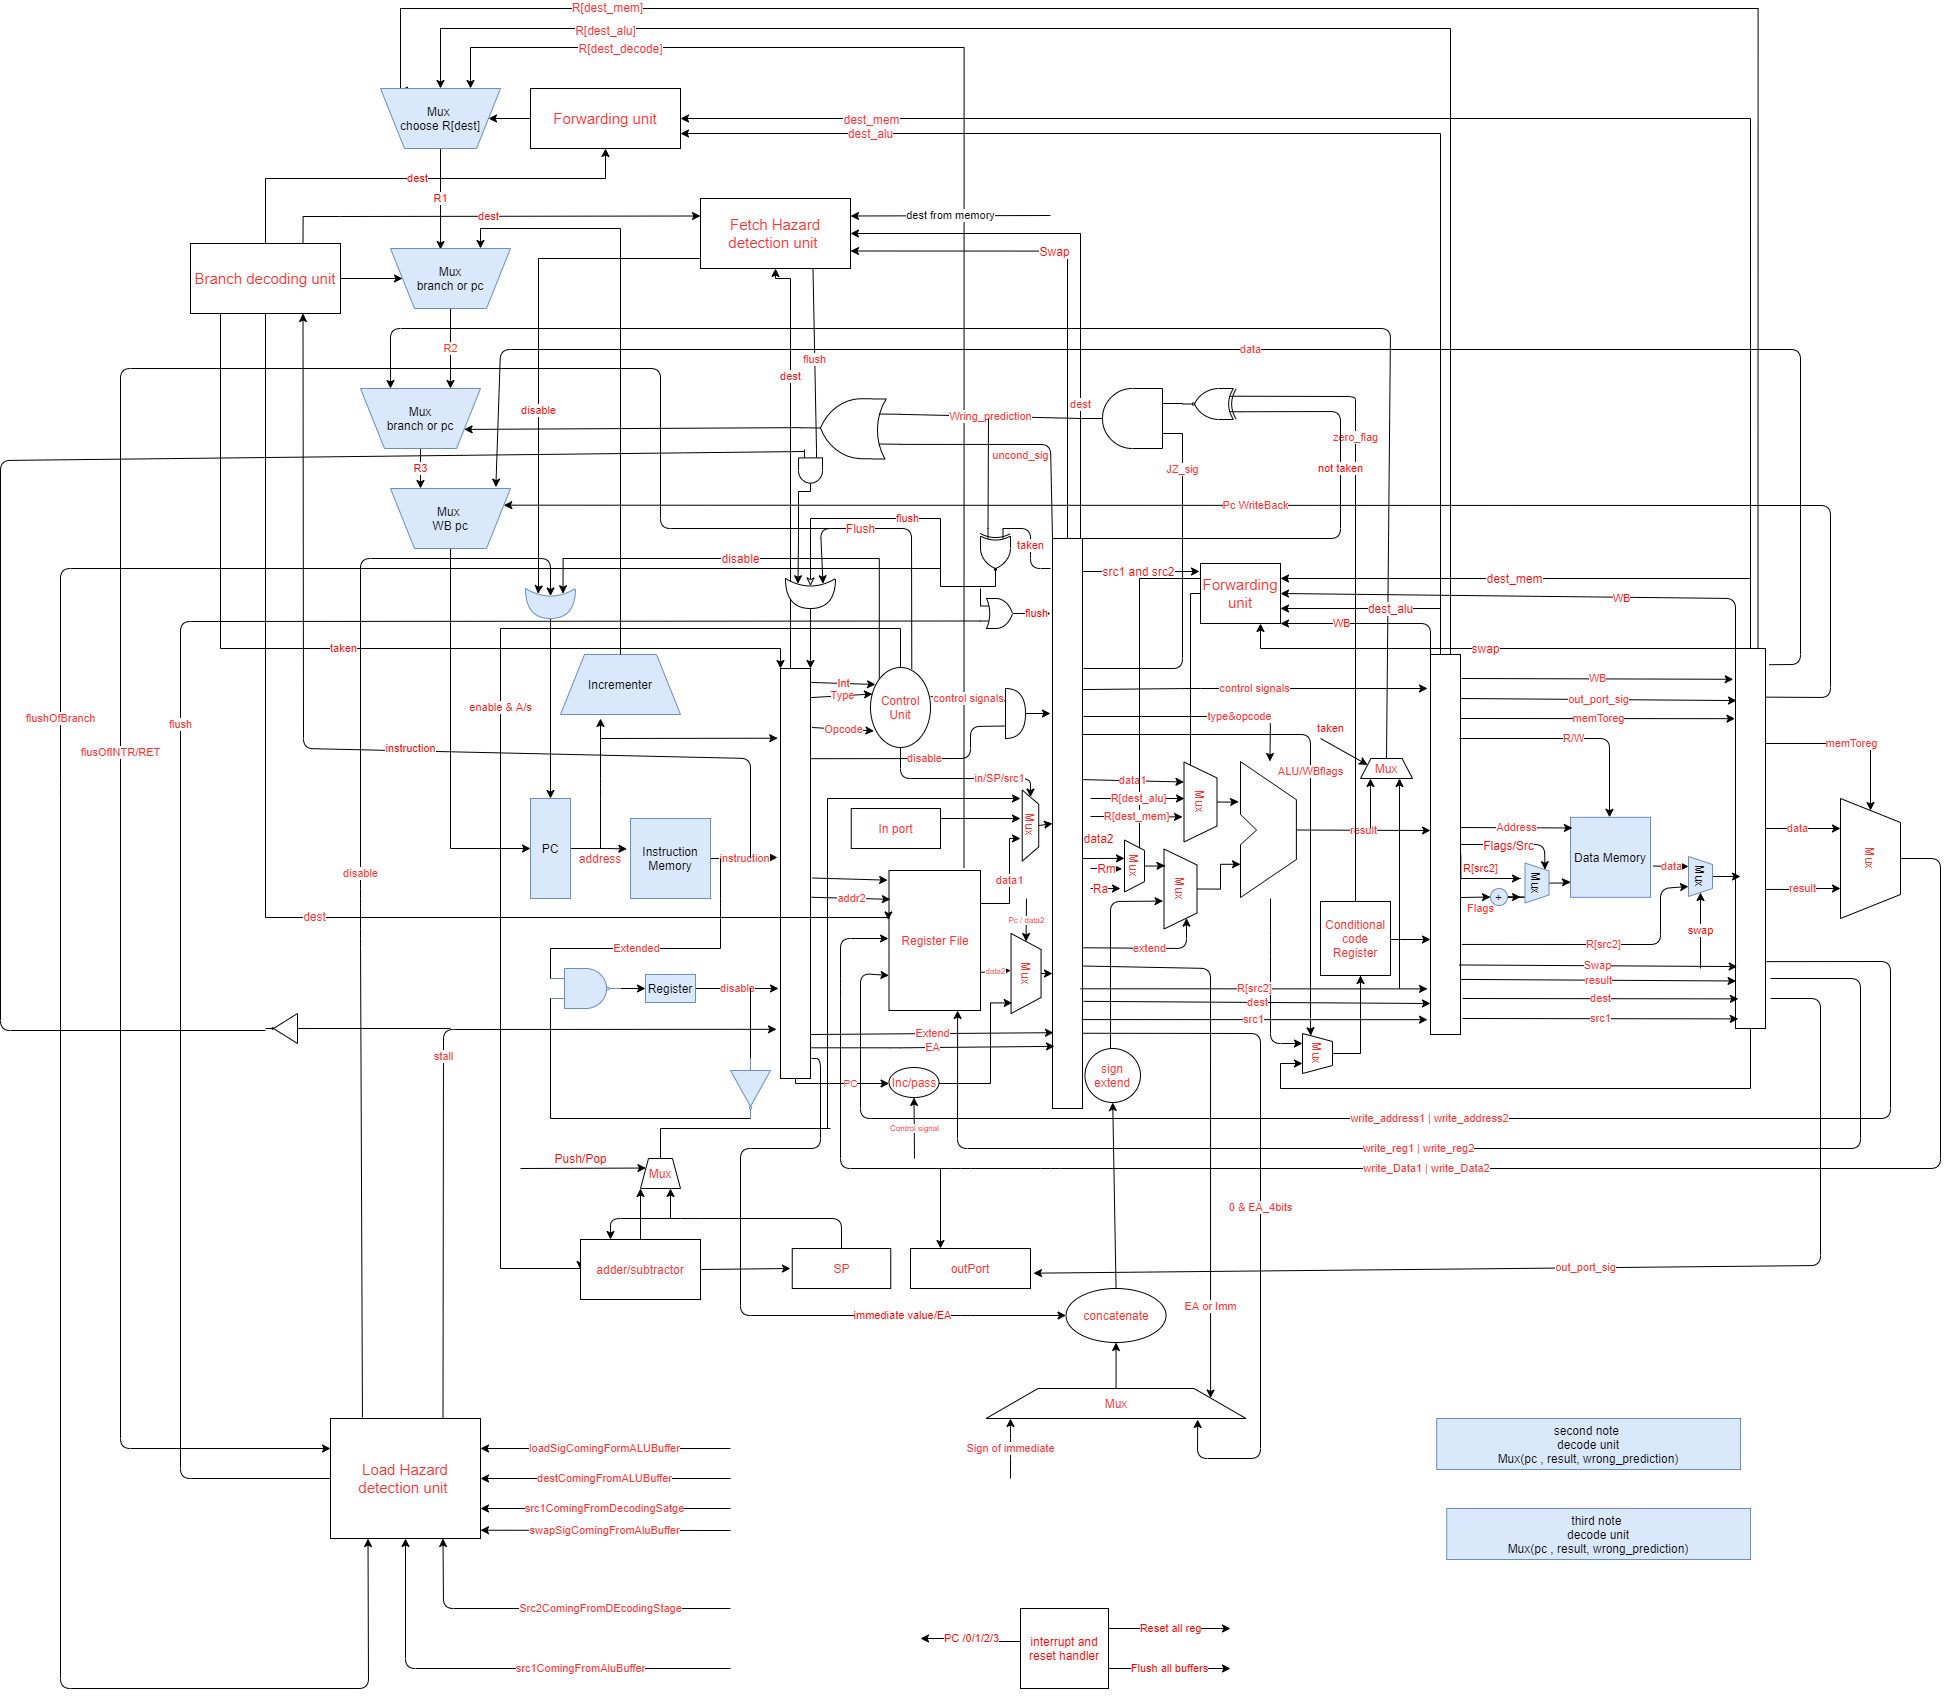 R[dest_mem]
R[dest_alu]
R[dest_decode]
Mux
choose R[dest]
Forwarding unit
dest_mem
dest_alu
dest
R1
dest
Fetch Hazard
detection unit
dest from memory
Swap
Branch decoding unit
Mux
branch or pc
R2
data
flush
dest
disable
dest
Mux
branch or pc
Wring_prediction
zero_flag
uncond_sig
not taken
JZ_sig
R3
Mux
WB pc
Pc WriteBack
flush
Flush
disable
taken
src1 and src2
Forwarding
unit
dest_mem
WB
dest_alu
WB
flush
taken
swap
Incrementer
Int
Type
Opcode
Control
Unit
control signals
control signals
WB
out_port_sig
memToreg
enable & A/s
flushOfBranch
flush
flusOfINTR/RET
instruction
type&opcode
taken
R/W
memToreg
disable
in/SP/src1
ALU/WBflags
Mux
data1
R[dest_alu]
R[dest_mem]
Mux
In port
Mux
data2
Rm
Ra
Mux
Mux
result
Address
Flags/Src
R[src2]
Flags
+
Mux
Data Memory
data
Mux
data
Mux
result
PC
address
Instruction
Memory
instruction
disable
data1
addr2
dest
Register File
Pc / data2
data2
Mux
Conditional
code
Register
Extended
extend
R[src2]
swap
Register
disable
Swap
result
R[src2]
dest
src1
dest
src1
stall
Extend
EA
Mux
PC
Inc/pass
sign
extend
Control signal
write_address1 | write_address2
write_reg1 | write_reg2
write_Data1 | write_Data2
Push/Pop
Mux
0 & EA_4bits
adder/subtractor
SP
outPort
out_port_sig
immediate value/EA
concatenate
EA or Imm
Mux
Sign of immediate
Load Hazard
detection unit
loadSigComingFormALUBuffer
destComingFromALUBuffer
src1ComingFromDecodingSatge
swapSigComingFromAluBuffer
Src2ComingFromDEcodingStage
src1ComingFromAluBuffer
second note
decode unit
Mux(pc , result, wrong_prediction)
third note
decode unit
Mux(pc , result, wrong_prediction)
PC /0/1/2/3
interrupt and
reset handler
Reset all reg
Flush all buffers